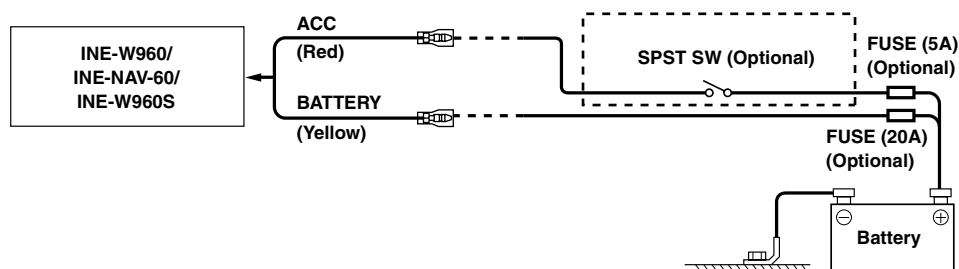 INE-W960/
INE-NAV-60/
INE-W960S
ACC
(Red)
BATTERY
(Yellow)
SPST SW (Optional)
FUSE (5A)
(Optional)
FUSE (20A)
(Optional)
Battery